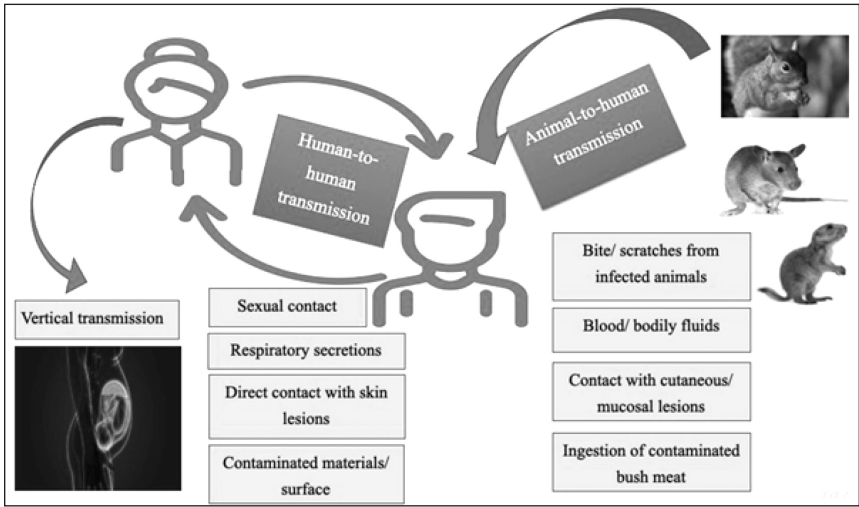 Human-to-
human
transmission
Animal-to-human
transmission
Vertical transmission
Sexual contact
Respiratory secretions
Direct contact with skin
lesions
Contaminated materials/
surface
Bite/ scratches from
infected animals
Blood/ bodily fluids
Contact with cutaneous/
mucosal lesions
Ingestion of contaminated
bush meat